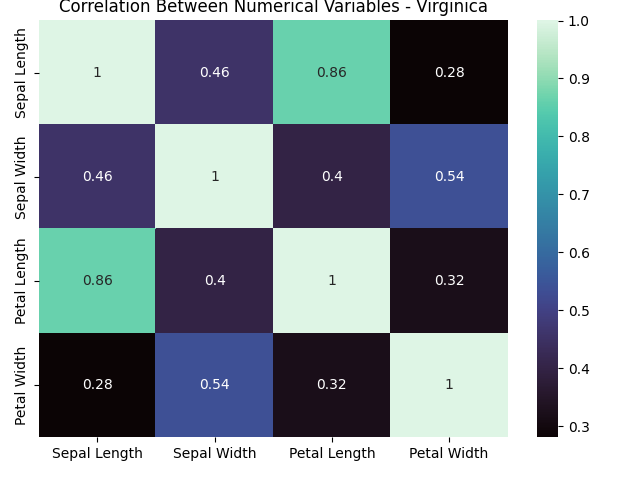 Correlation Between Numerical Variables - Virginica
Sepal Length
1
0.46
0.86
0.28
Sepal Width
0.46
1
0.4
0.54
Petal Length
0.86
0.4
1
0.32
Petal Width
0.28
0.54
0.32
1
Sepal Length
Sepal Width
Petal Length
Petal Width
1.0
0.9
0.8
0.7
0.6
0.5
0.4
0.3